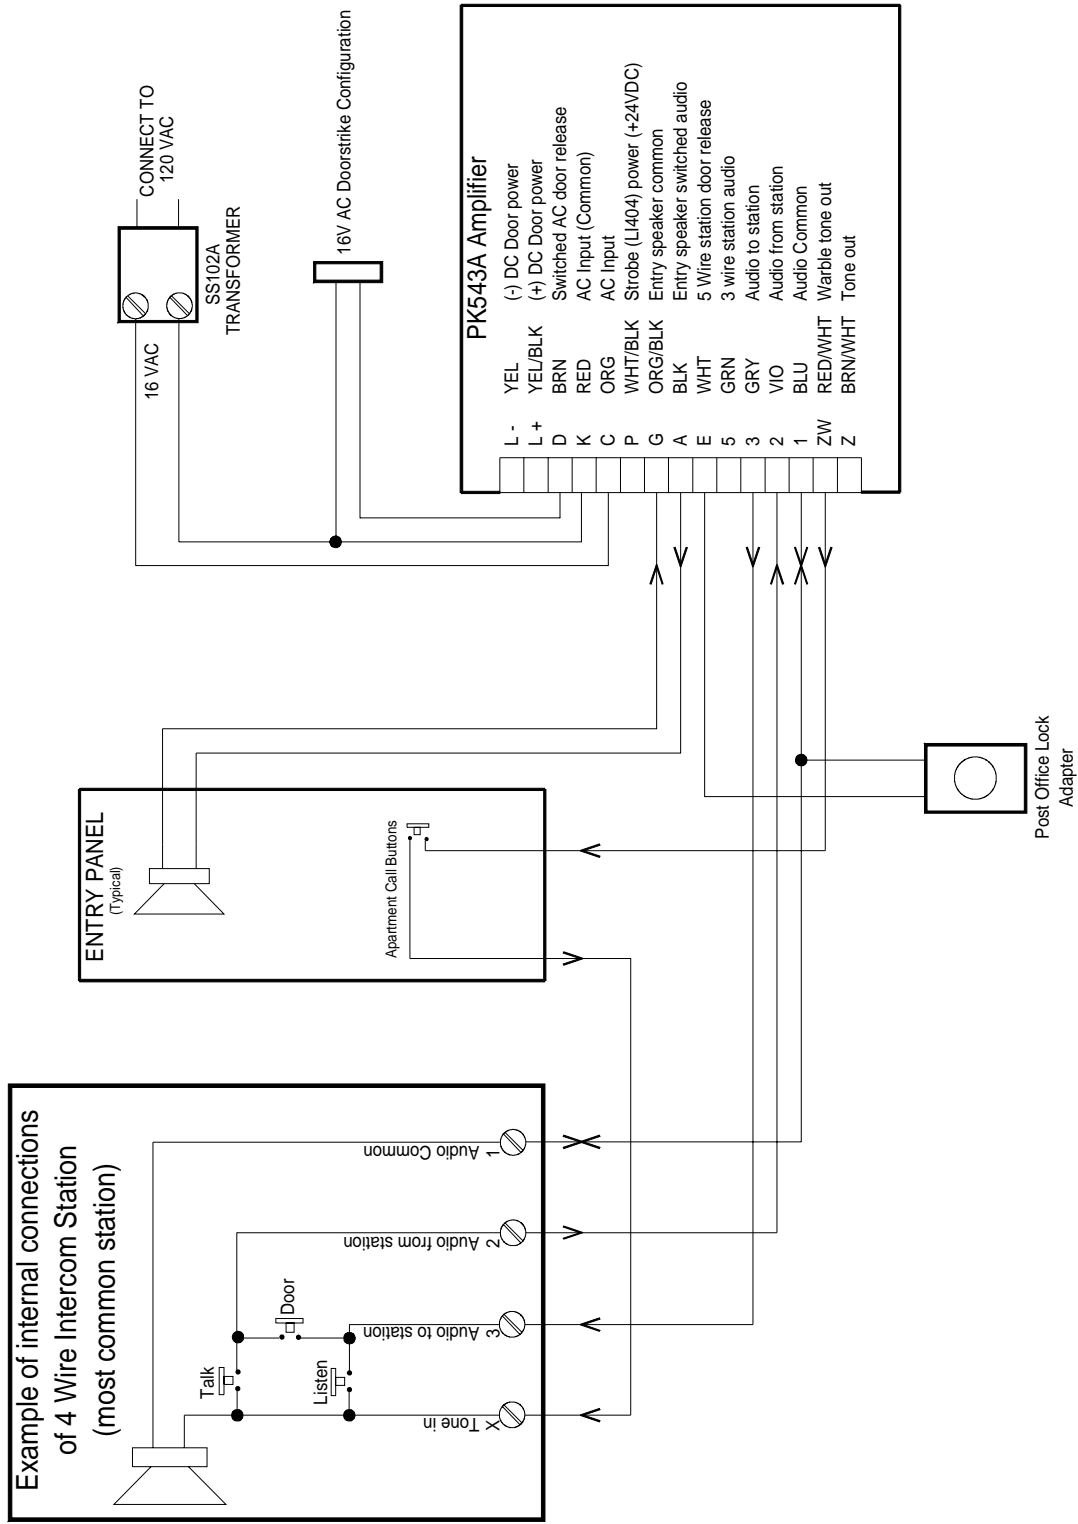 Example of internal connections
of 4 Wire Intercom Station
(most common station)
Talk
Listen
Door
X Tone in
3 Audio to station
2 Audio from station
1 Audio Common
ENTRY PANEL
(Typical)
Apartment Call Buttons
CONNECT TO
120 VAC
SS102A
TRANSFORMER
16 VAC
16V AC Doorstrike Configuration
PK543A Amplifier
L - YEL (-) DC Door power
L + YEL/BLK (+) DC Door power
D BRN Switched AC door release
K RED AC Input (Common)
C ORG AC Input
P WHT/BLK Strobe (LI404) power (+24VDC)
G ORG/BLK Entry speaker common
A BLK Entry speaker switched audio
E WHT 5 Wire station door release
5 GRN 3 wire station audio
3 GRY Audio to station
2 VIO Audio from station
1 BLU Audio Common
ZW RED/WHT Warble tone out
Z BRN/WHT Tone out
Post Office Lock
Adapter